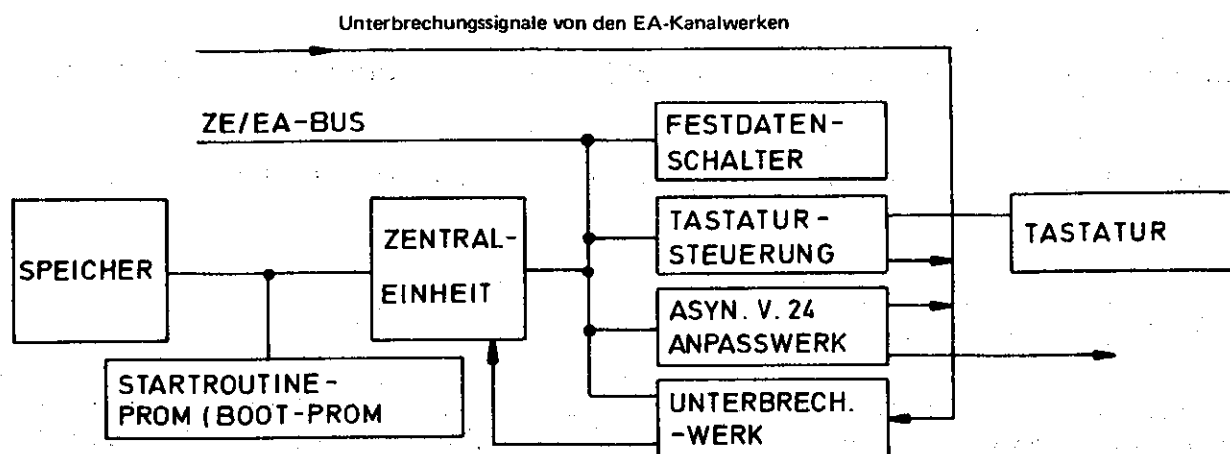 Unterbrechungssignale von den EA-Kanalwerken
ZE/EA-BUS
FESTDATEN-
SCHALTER
SPEICHER
ZENTRAL-
EINHEIT
TASTATUR-
STEUERUNG
TASTATUR
ASYN. V. 24
ANPASSWERK
STARTROUTINE-
PROM (BOOT-PROM
UNTERBRECH.
-WERK